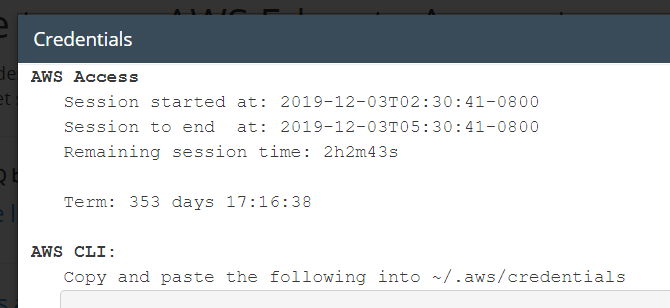 Credentials
AWS Access
Session started at: 2019-12-03T02:30:41-0800
Session to end  at: 2019-12-03T05:30:41-0800
Remaining session time: 2h2m43s
Term: 353 days 17:16:38
AWS CLI:
Copy and paste the following into ~/.aws/credentials